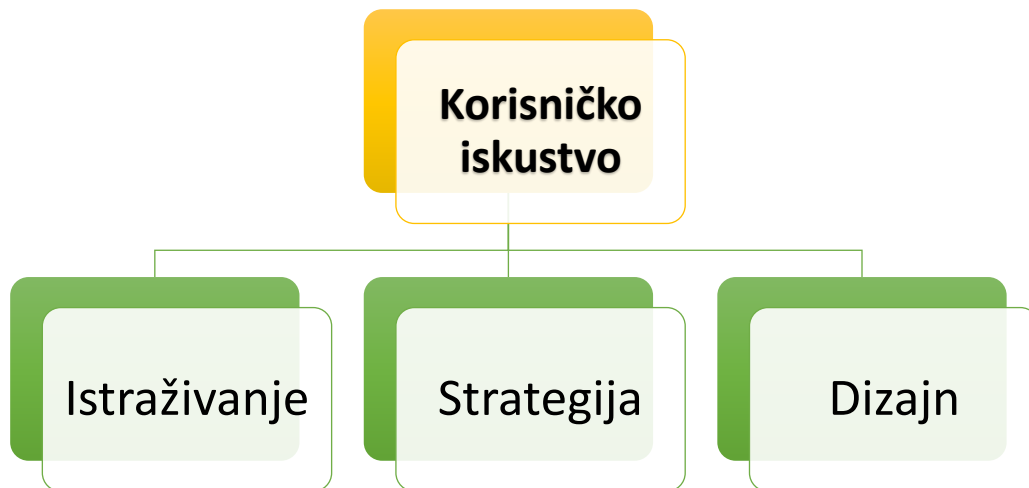 Korisničko
iskustvo
Istraživanje
Strategija
Dizajn